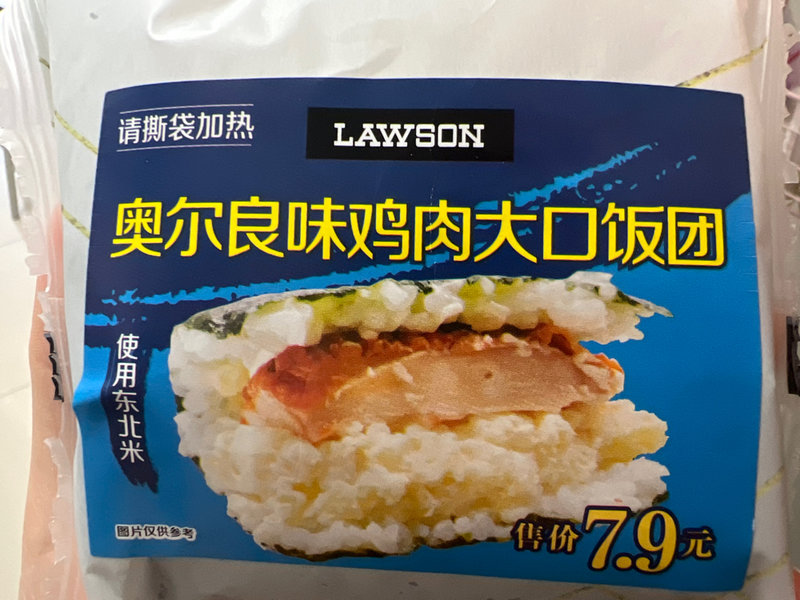 请撕袋加热
LAWSON
奥尔良味鸡肉大口饭团
使用东北米
图片仅供参考
售价7.9元